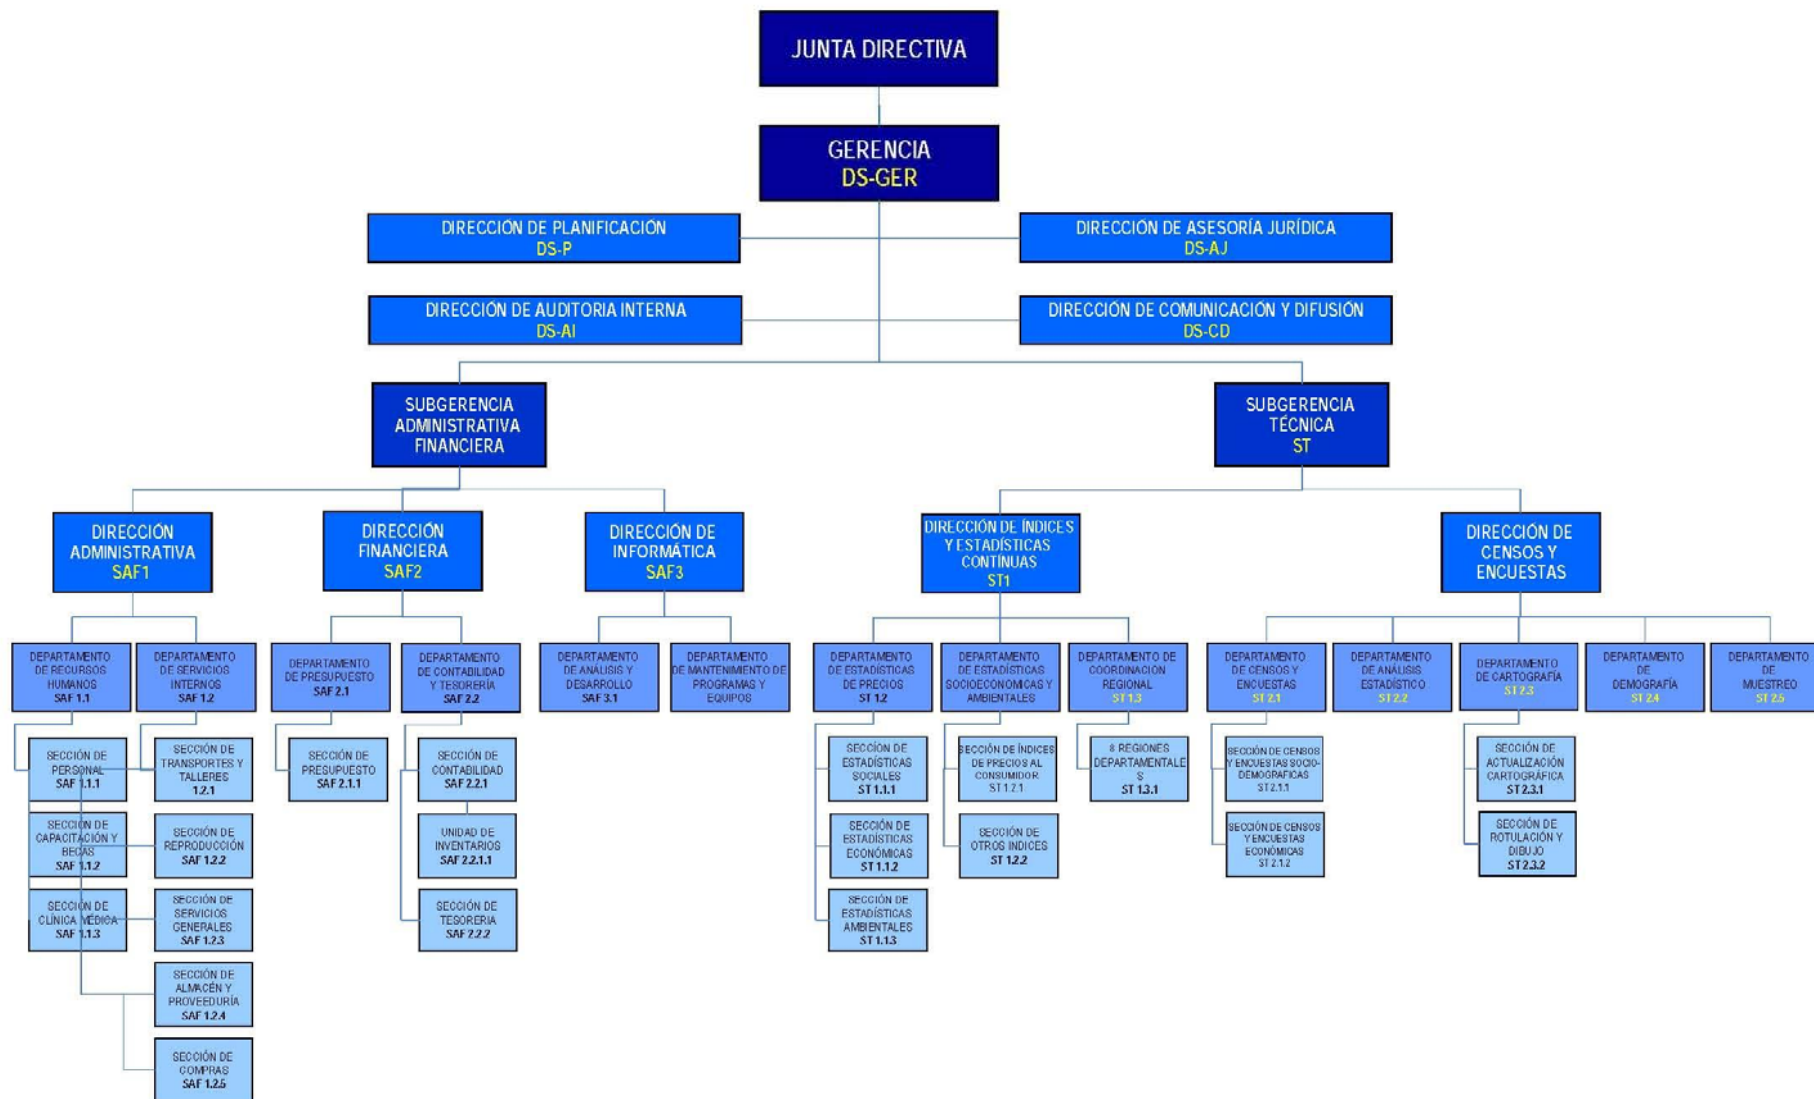 JUNTA DIRECTIVA
GERENCIA
DS-GER
DIRECCIÓN DE PLANIFICACIÓN
DS-P
DIRECCIÓN DE ASESORÍA JURÍDICA
DS-AJ
DIRECCIÓN DE AUDITORIA INTERNA
DS-AI
DIRECCIÓN DE COMUNICACIÓN Y DIFUSIÓN
DS-CD
SUBGERENCIA
ADMINISTRATIVA
FINANCIERA
SUBGERENCIA
TÉCNICA
ST
DIRECCIÓN
ADMINISTRATIVA
SAF1
DIRECCIÓN
FINANCIERA
SAF2
DIRECCIÓN DE
INFORMÁTICA
SAF3
DIRECCIÓN DE ÍNDICES
Y ESTADÍSTICAS
CONTÍNUAS
ST1
DIRECCIÓN DE
CENSOS Y
ENCUESTAS
DEPARTAMENTO
DE RECURSOS
HUMANOS
SAF 1.1
DEPARTAMENTO
DE SERVICIOS
INTERNOS
SAF 1.2
DEPARTAMENTO
DE PRESUPUESTO
SAF 2.1
DEPARTAMENTO
DE CONTABILIDAD
Y TESORERÍA
SAF 2.2
DEPARTAMENTO
DE ANÁLISIS Y
DESARROLLO
SAF 3.1
DEPARTAMENTO
DE MANTENIMIENTO DE
PROGRAMAS Y
EQUIPOS
DEPARTAMENTO
DE ESTADÍSTICAS
DE PRECIOS
ST 1.2
DEPARTAMENTO
DE ESTADÍSTICAS
SOCIOECONOMICAS Y
AMBIENTALES
DEPARTAMENTO DE
COORDINACION
REGIONAL
ST 1.3
DEPARTAMENTO
DE CENSOS Y
ENCUESTAS
ST 2.1
DEPARTAMENTO
DE ANÁLISIS
ESTADÍSTICO
ST 2.2
DEPARTAMENTO
DE CARTOGRAFÍA
ST 2.3
DEPARTAMENTO
DE
DEMOGRAFÍA
ST 2.4
DEPARTAMENTO
DE
MUESTREO
ST 2.5
SECCIÓN DE
PERSONAL
SAF 1.1.1
SECCIÓN DE
TRANSPORTES Y
TALLERES
1.2.1
SECCIÓN DE
PRESUPUESTO
SAF 2.1.1
SECCIÓN DE
CONTABILIDAD
SAF 2.2.1
SECCÍON DE
ESTADÍSTICAS
SOCIALES
ST 1.1.1
SECCIÓN DE ÍNDICES
DE PRECIOS AL
CONSUMIDOR
ST 1.2.1
8 REGIONES
DEPARTAMENTALE
S
ST 1.3.1
SECCIÓN DE CENSOS
Y ENCUESTAS SOCIO-
DEMOGRAFICAS
ST 2.1.1
SECCIÓN DE
ACTUALIZACIÓN
CARTOGRÁFICA
ST 2.3.1
SECCIÓN DE
CAPACITACIÓN Y
BECAS
SAF 1.1.2
SECCIÓN DE
REPRODUCCIÓN
SAF 1.2.2
UNIDAD DE
INVENTARIOS
SAF 2.2.1.1
SECCIÓN DE
ESTADÍSTICAS
ECONÓMICAS
ST 1.1.2
SECCIÓN DE
OTROS INDICES
ST 1.2.2
SECCIÓN DE CENSOS
Y ENCUESTAS
ECONÓMICAS
ST 2.1.2
SECCIÓN DE
ROTULACIÓN Y
DIBUJO
ST 2.3.2
SECCIÓN DE
CLÍNICA MÉDICA
SAF 1.1.3
SECCIÓN DE
SERVICIOS
GENERALES
SAF 1.2.3
SECCIÓN DE
TESORERIA
SAF 2.2.2
SECCIÓN DE
ESTADÍSTICAS
AMBIENTALES
ST 1.1.3
SECCIÓN DE
ALMACÉN Y
PROVEEDURÍA
SAF 1.2.4
SECCIÓN DE
COMPRAS
SAF 1.2.5